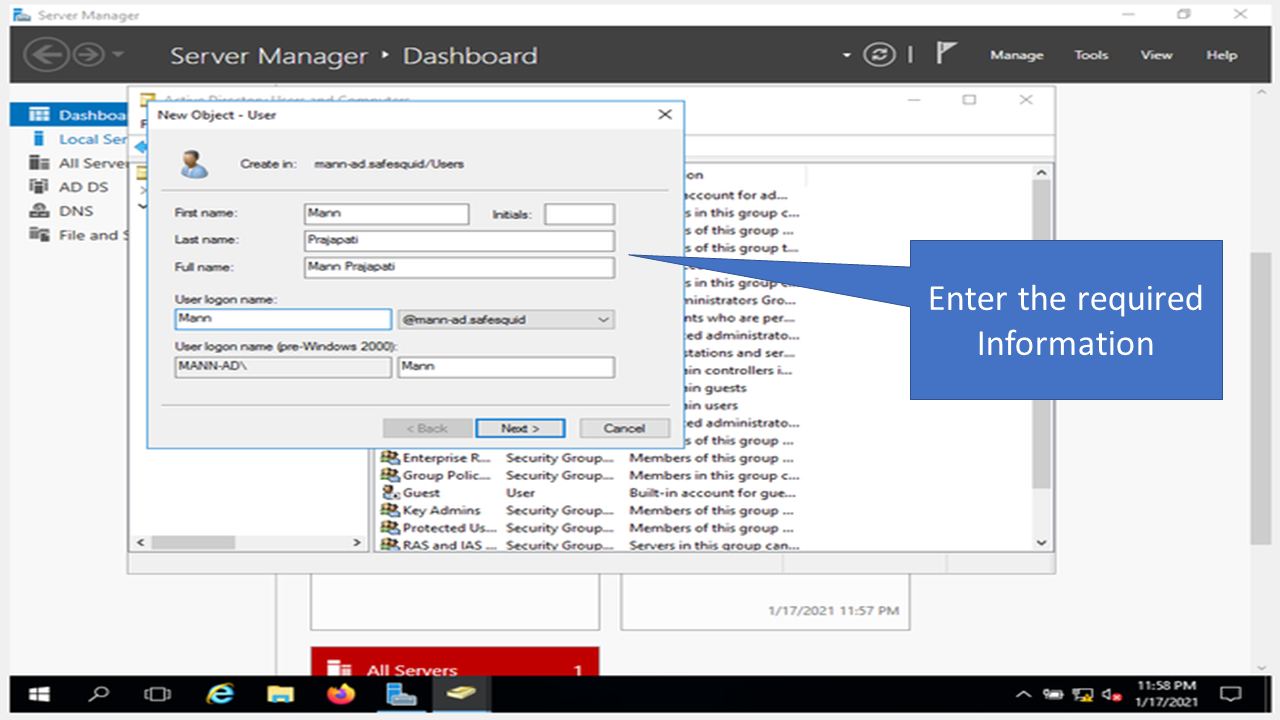 Server Manager
Server Manager ‣ Dashboard
Manage Tools View Help
Dashboa
Local Ser
All Server
AD DS
DNS
File and S
Active Directory Users and Computers
New Object - User
Create in: mann-ad.safesquid/Users
First name: Mann Initials:
Last name: Prajapati
Full name: Mann Prajapati
User logon name:
Mann @mann-ad.safesquid
User logon name (pre-Windows 2000):
MANN-AD\ Mann
< Back Next > Cancel
on
account for ad...
s in this group c...
s of this group ...
s of this group t...
s in this group c...
ministrators Gro...
nts who are per...
ed administrato...
stations and ser...
in controllers i...
in guests
in users
ed administrato...
s of this group ...
Enterprise R... Security Group... Members of this group ...
Group Polic... Security Group... Members in this group c...
Guest User Built-in account for gue...
Key Admins Security Group... Members of this group ...
Protected Us... Security Group... Members of this group ...
RAS and IAS ... Security Group... Servers in this group can...
Enter the required
Information
1/17/2021 11:57 PM
All Servers 1
11:58 PM
1/17/2021